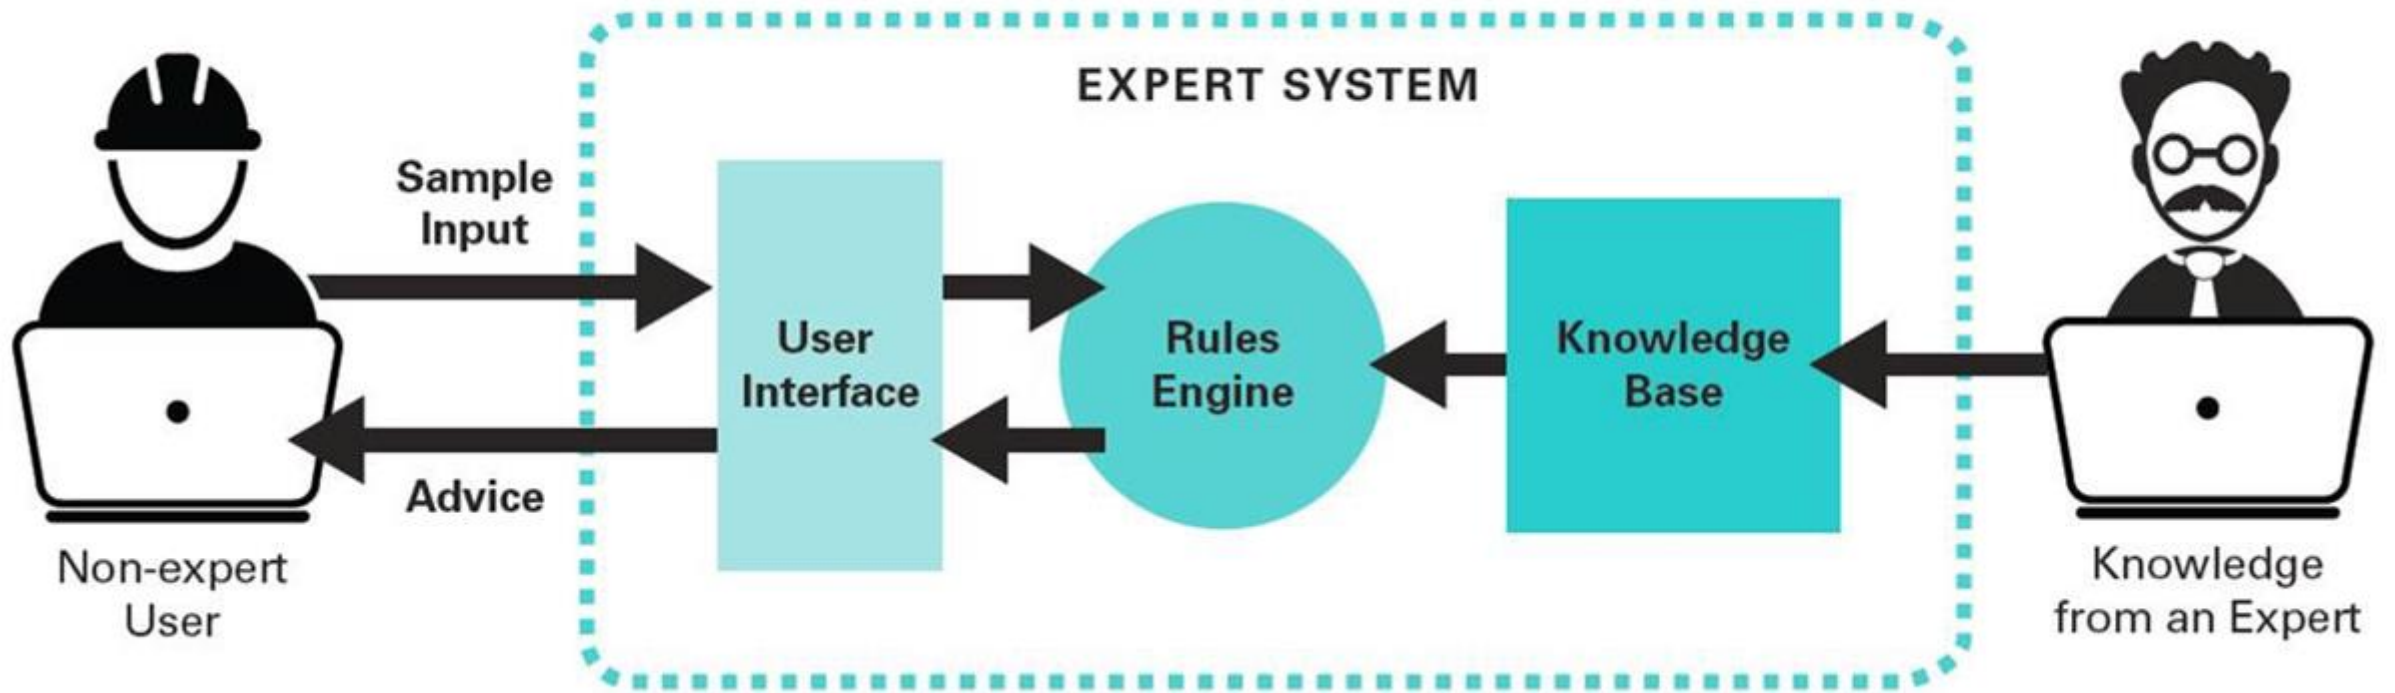 EXPERT SYSTEM
Sample
Input
User
Interface
Rules
Engine
Knowledge
Base
Advice
Non-expert
User
Knowledge
from an Expert